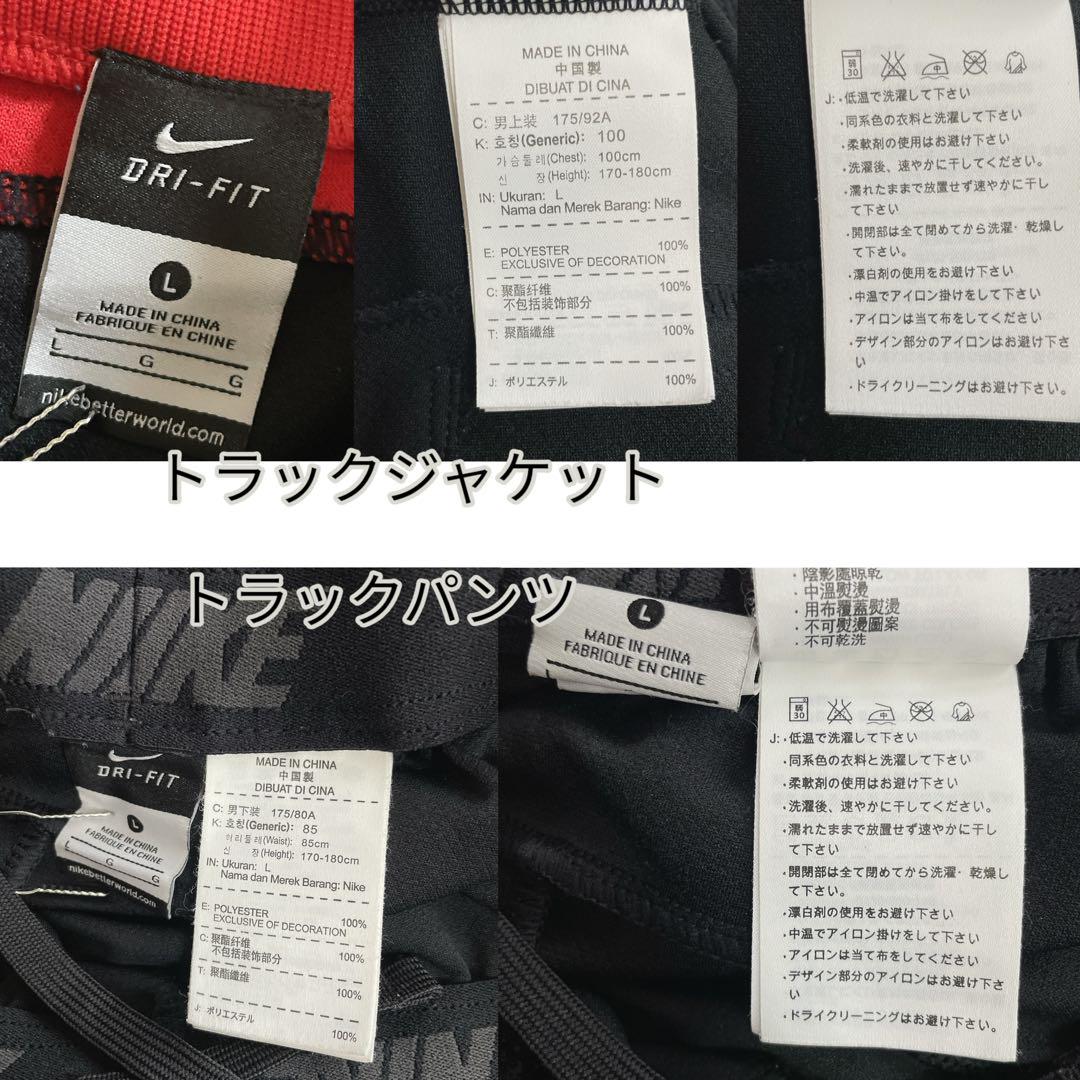 DRI-FIT
L
MADE IN CHINA
FABRIQUE EN CHINE
L
G
G
nikebetterworld.com
MADE IN CHINA
中国製
DIBUAT DI CINA
C: 男上装 175/92A
K: 호칭(Generic): 100
가슴둘레(Chest): 100cm
신 장(Height): 170-180cm
IN: Ukuran: L
Nama dan Merek Barang: Nike
E: POLYESTER 100%
EXCLUSIVE OF DECORATION
C: 聚酯纤维 100%
不包括装饰部分
T: 聚酯纖維 100%
J: ポリエステル 100%
弱
30
中
J:・低温で洗濯して下さい
・同系色の衣料と洗濯して下さい
・柔軟剤の使用はお避け下さい
・洗濯後、速やかに干してください。
・濡れたままで放置せず速やかに干し
て下さい
・開閉部は全て閉めてから洗濯・乾燥し
て下さい。
・漂白剤の使用をお避け下さい
・中温でアイロン掛けをして下さい
・アイロンは当て布をしてください
・デザイン部分のアイロンはお避け下さ
い
・ドライクリーニングはお避け下さい。
トラックジャケット
トラックパンツ
NIKE
DRI-FIT
L
MADE IN CHINA
FABRIQUE EN CHINE
L
G
G
nikebetterworld.com
MADE IN CHINA
中国製
DIBUAT DI CINA
C: 男下装 175/80A
K: 호칭(Generic): 85
허리둘레(Waist): 85cm
신 장(Height): 170-180cm
IN: Ukuran: L
Nama dan Merek Barang: Nike
E: POLYESTER 100%
EXCLUSIVE OF DECORATION
C: 聚酯纤维 100%
不包括装饰部分
T: 聚酯纖維 100%
J: ポリエステル 100%
L
MADE IN CHINA
FABRIQUE EN CHINE
・陰影處晾乾
・中溫熨燙
・用布覆蓋熨燙
・不可熨燙圖案
・不可乾洗
弱
30
中
J:・低温で洗濯して下さい
・同系色の衣料と洗濯して下さい
・柔軟剤の使用はお避け下さい
・洗濯後、速やかに干してください。
・濡れたままで放置せず速やかに干し
て下さい
・開閉部は全て閉めてから洗濯・乾燥し
て下さい。
・漂白剤の使用をお避け下さい
・中温でアイロン掛けをして下さい
・アイロンは当て布をしてください
・デザイン部分のアイロンはお避け下さ
い
・ドライクリーニングはお避け下さい。